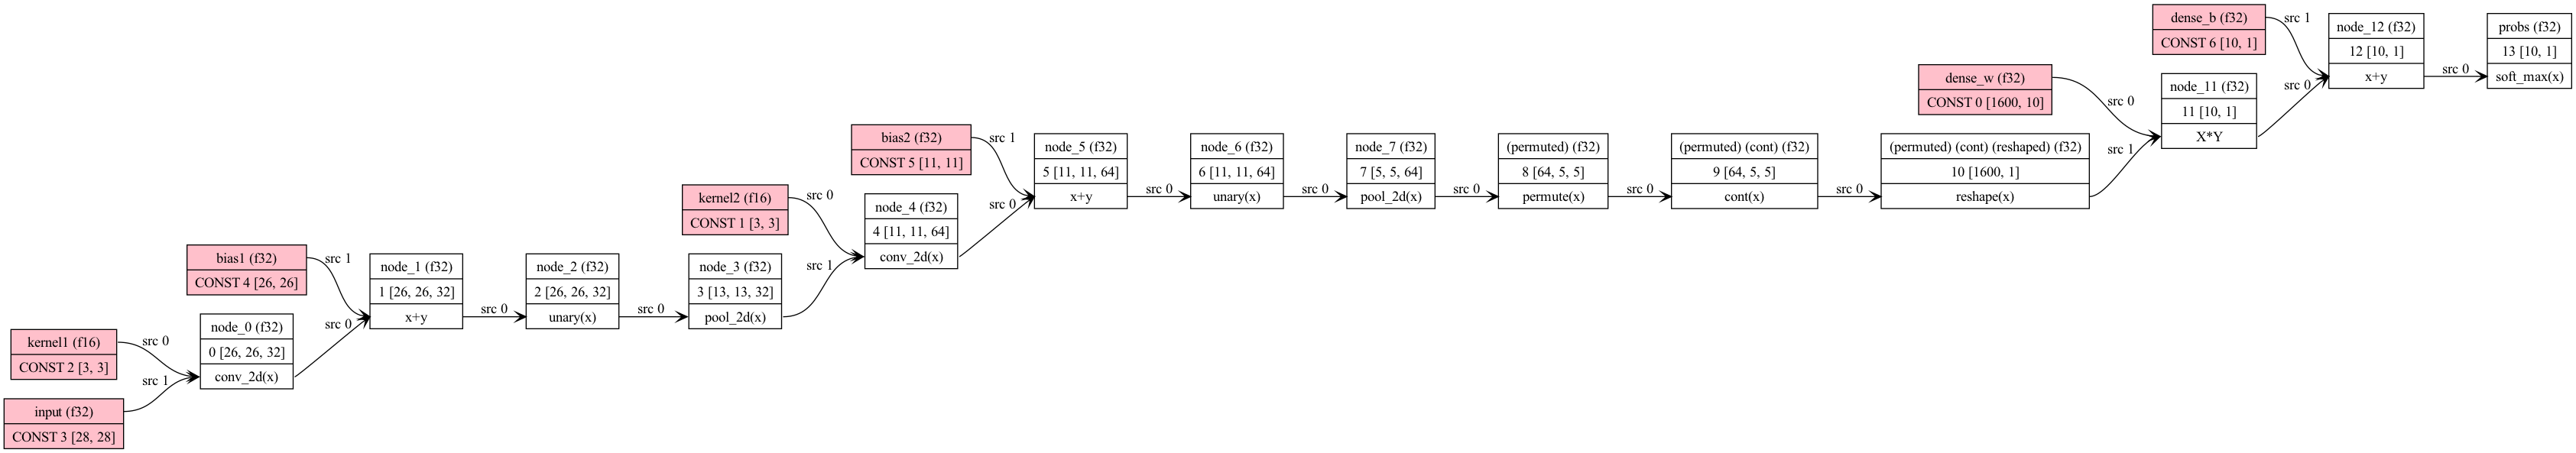 kernel1 (f16)
CONST 2 [3, 3]
src 0
input (f32)
CONST 3 [28, 28]
src 1
node_0 (f32)
0 [26, 26, 32]
conv_2d(x)
src 0
bias1 (f32)
CONST 4 [26, 26]
src 1
node_1 (f32)
1 [26, 26, 32]
x+y
src 0
node_2 (f32)
2 [26, 26, 32]
unary(x)
src 0
node_3 (f32)
3 [13, 13, 32]
pool_2d(x)
src 1
kernel2 (f16)
CONST 1 [3, 3]
src 0
node_4 (f32)
4 [11, 11, 64]
conv_2d(x)
src 0
bias2 (f32)
CONST 5 [11, 11]
src 1
node_5 (f32)
5 [11, 11, 64]
x+y
src 0
node_6 (f32)
6 [11, 11, 64]
unary(x)
src 0
node_7 (f32)
7 [5, 5, 64]
pool_2d(x)
src 0
(permuted) (f32)
8 [64, 5, 5]
permute(x)
src 0
(permuted) (cont) (f32)
9 [64, 5, 5]
cont(x)
src 0
(permuted) (cont) (reshaped) (f32)
10 [1600, 1]
reshape(x)
src 1
dense_w (f32)
CONST 0 [1600, 10]
src 0
node_11 (f32)
11 [10, 1]
X*Y
src 0
dense_b (f32)
CONST 6 [10, 1]
src 1
node_12 (f32)
12 [10, 1]
x+y
src 0
probs (f32)
13 [10, 1]
soft_max(x)